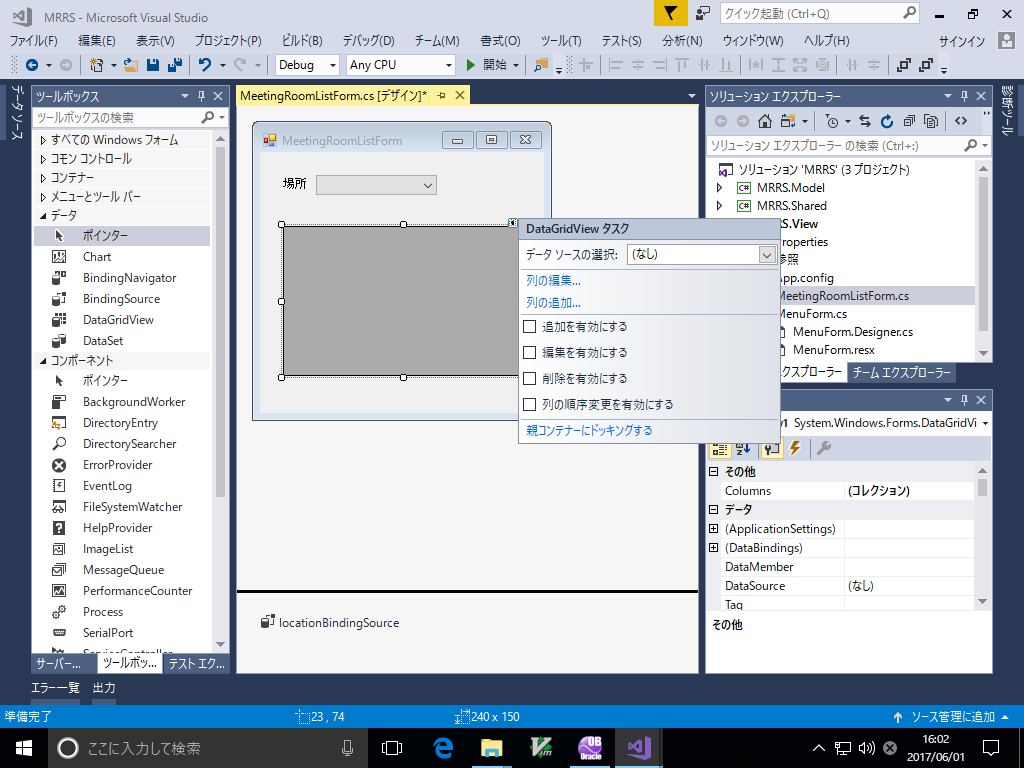 MRRS - Microsoft Visual Studio
クイック起動 (Ctrl+Q)
ファイル(F) 編集(E) 表示(V) プロジェクト(P) ビルド(B) デバッグ(D) チーム(M) 書式(O) ツール(T) テスト(S) 分析(N) ウィンドウ(W) ヘルプ(H) サインイン
Debug Any CPU 開始
データ ソース
ツールボックス
ツールボックスの検索
すべての Windows フォーム
コモン コントロール
コンテナー
メニューとツール バー
データ
ポインター
Chart
BindingNavigator
BindingSource
DataGridView
DataSet
コンポーネント
ポインター
BackgroundWorker
DirectoryEntry
DirectorySearcher
ErrorProvider
EventLog
FileSystemWatcher
HelpProvider
ImageList
MessageQueue
PerformanceCounter
Process
SerialPort
ServiceController
サーバー... ツールボッ... テスト エク...
MeetingRoomListForm.cs [デザイン]*
MeetingRoomListForm
場所
DataGridView タスク
データ ソースの選択: (なし)
列の編集...
列の追加...
追加を有効にする
編集を有効にする
削除を有効にする
列の順序変更を有効にする
親コンテナーにドッキングする
locationBindingSource
ソリューション エクスプローラー
ソリューション エクスプローラー の検索 (Ctrl+:)
ソリューション 'MRRS' (3 プロジェクト)
MRRS.Model
MRRS.Shared
S.View
operties
参照
pp.config
MeetingRoomListForm.cs
MenuForm.cs
MenuForm.Designer.cs
MenuForm.resx
クスプローラー チーム エクスプローラー
System.Windows.Forms.DataGridVi
その他
Columns (コレクション)
データ
(ApplicationSettings)
(DataBindings)
DataMember
DataSource (なし)
Tag
その他
診断ツール
エラー一覧 出力
準備完了 23 , 74 240 x 150 ソース管理に追加
ここに入力して検索
OB
Oracle
16:02
2017/06/01